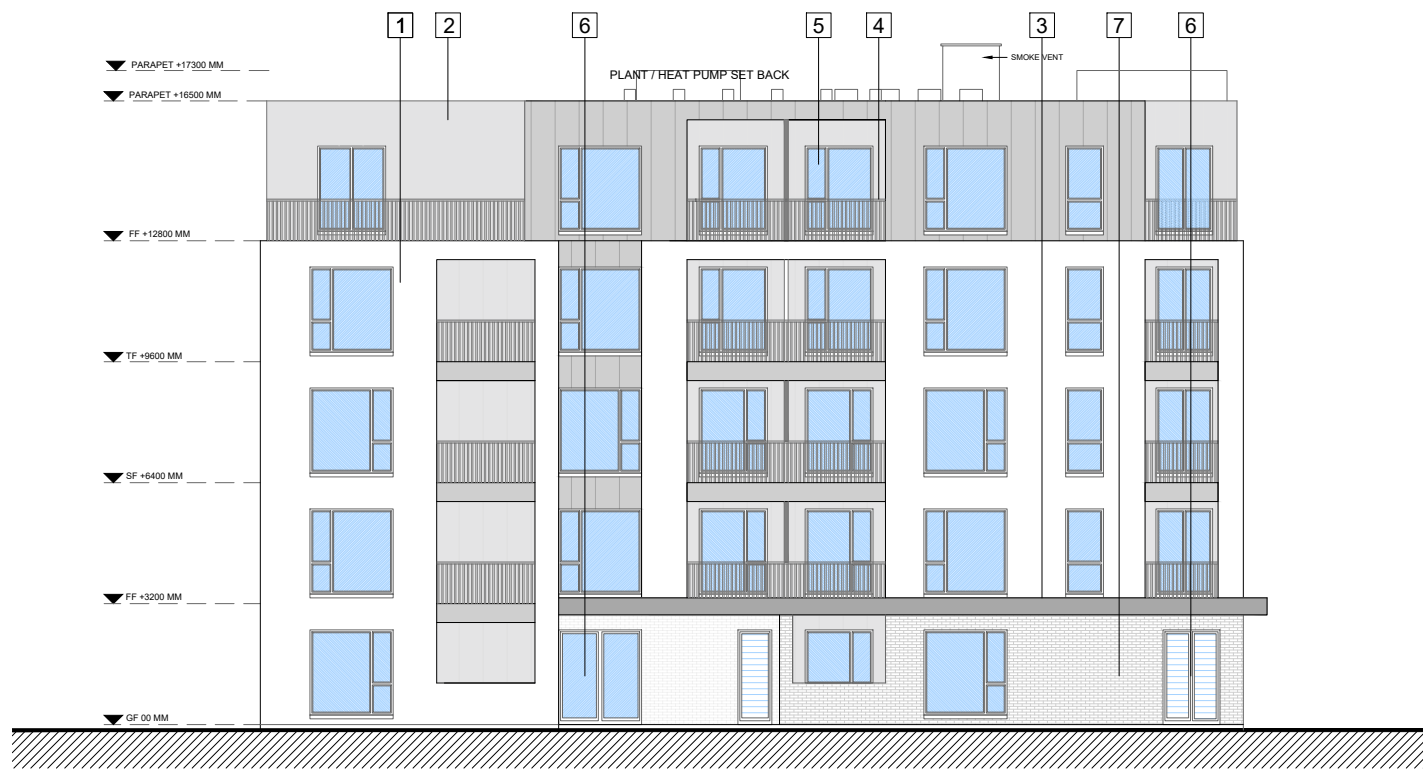 1 2 6 5 4 3 7 6
PARAPET +17300 MM
SMOKE VENT
PLANT / HEAT PUMP SET BACK
PARAPET +16500 MM
FF +12800 MM
TF +9600 MM
SF +6400 MM
FF +3200 MM
GF 00 MM